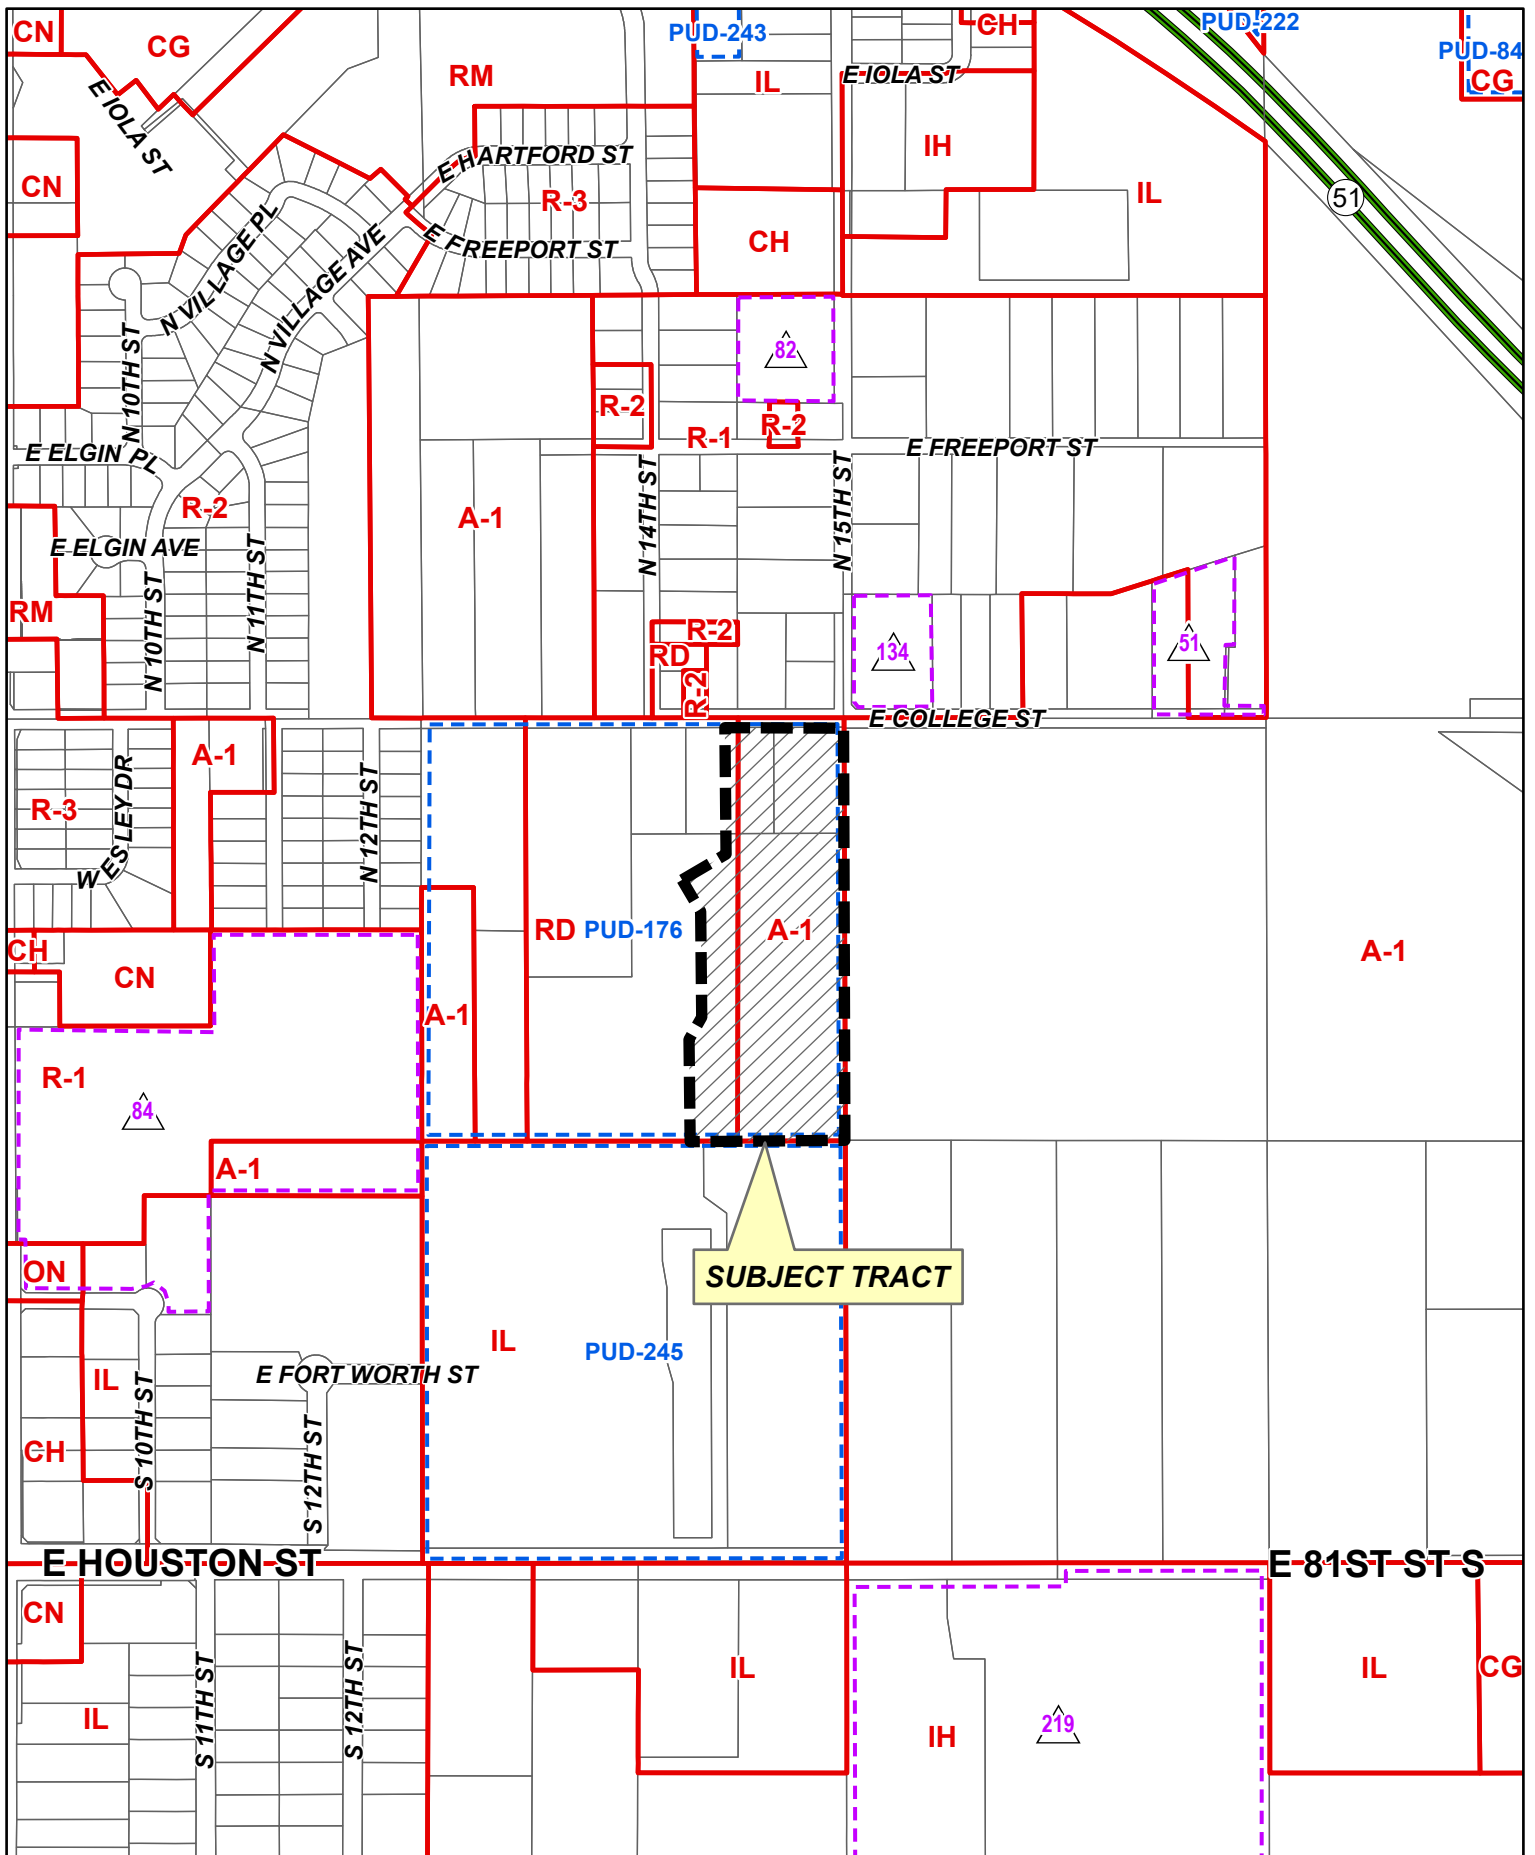 CN
CG
PUD-243
CH
PUD-222
PUD-84
CG
RM
IL
E IOLA ST
E IOLA ST
IH
CN
E HARTFORD ST
R-3
IL
51
N VILLAGE PL
N VILLAGE AVE
E FREEPORT ST
CH
N 10TH ST
82
R-2
R-1
R-2
E FREEPORT ST
E ELGIN PL
R-2
A-1
N 14TH ST
N 15TH ST
E ELGIN AVE
N 10TH ST
N 11TH ST
RM
R-2
RD
R-2
134
51
E COLLEGE ST
A-1
R-3
WESLEY DR
N 12TH ST
RD
PUD-176
A-1
A-1
CH
CN
A-1
R-1
84
A-1
ON
SUBJECT TRACT
IL
PUD-245
E FORT WORTH ST
IL
S 10TH ST
CH
S 12TH ST
E HOUSTON ST
E 81ST ST S
CN
S 11TH ST
S 12TH ST
IL
IL
CG
IL
IH
219